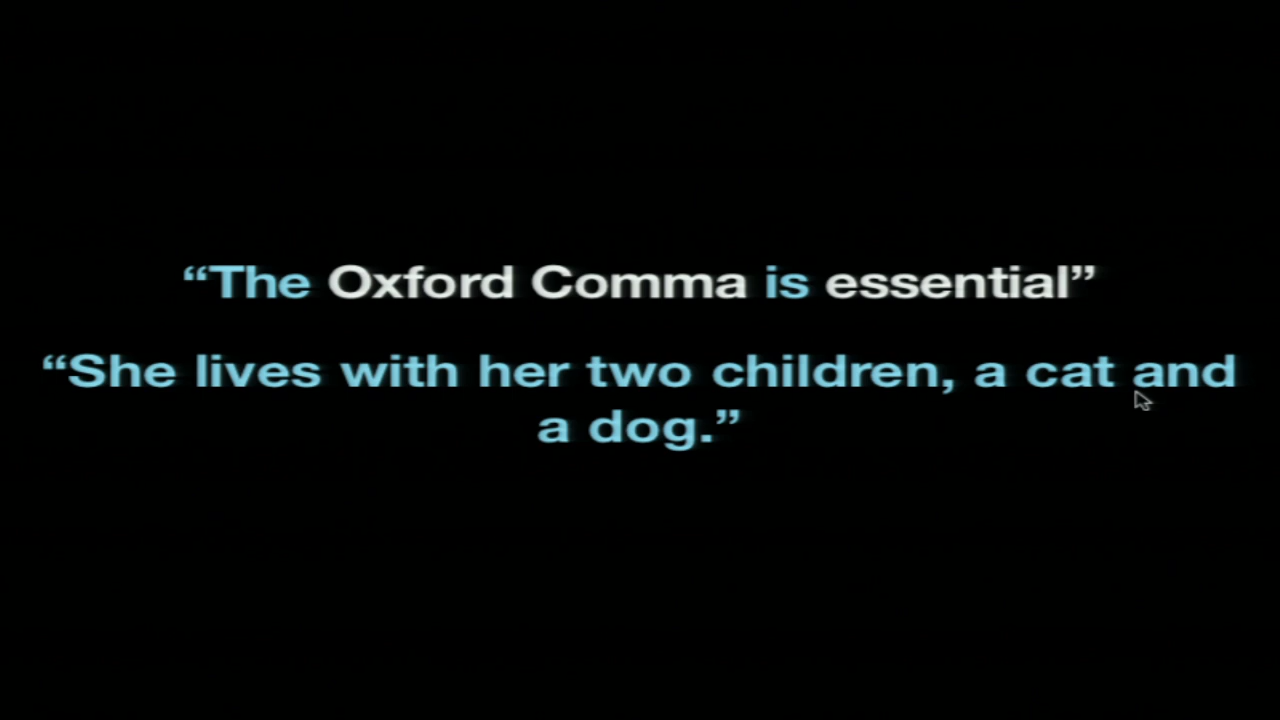 “The Oxford Comma is essential”
“She lives with her two children, a cat and
a dog.”